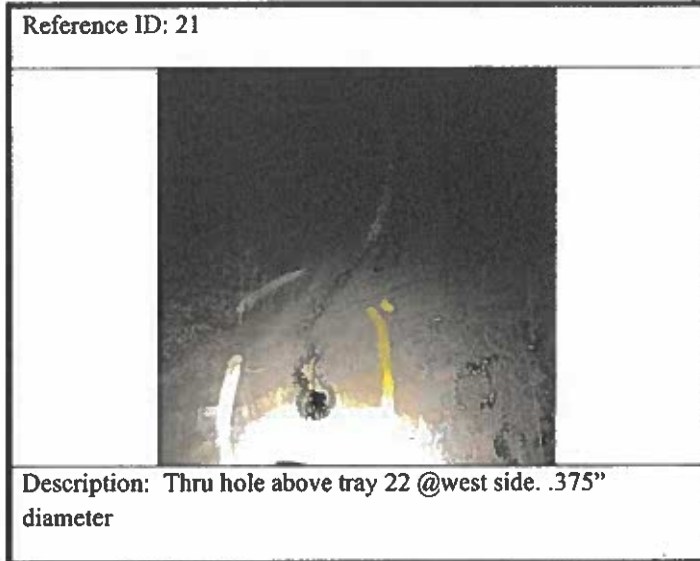 Reference ID: 21
Description:  Thru hole above tray 22 @west side. .375”
diameter